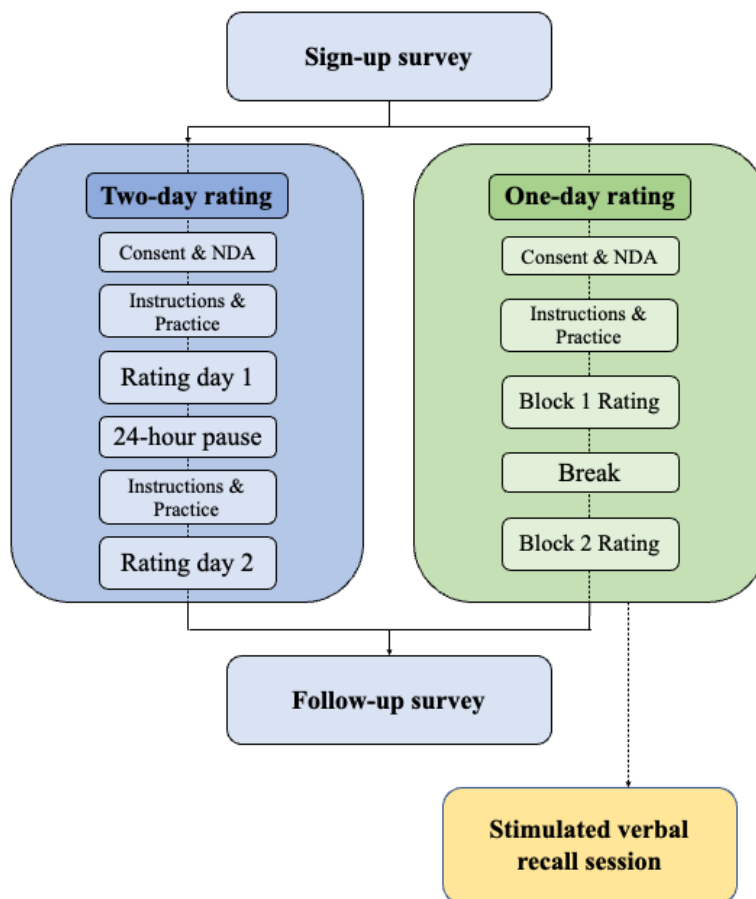 Sign-up survey
Two-day rating
Consent & NDA
Instructions &
Practice
Rating day 1
24-hour pause
Instructions &
Practice
Rating day 2
One-day rating
Consent & NDA
Instructions &
Practice
Block 1 Rating
Break
Block 2 Rating
Follow-up survey
Stimulated verbal
recall session